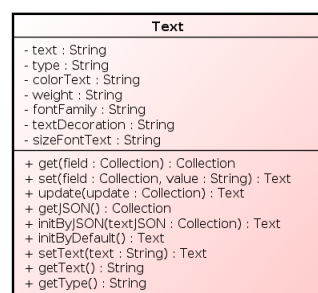 Text
- text : String
- type : String
- colorText : String
- weight : String
- fontFamily : String
- textDecoration : String
- sizeFontText : String
+ get(field : Collection) : Collection
+ set(field : Collection, value : String) : Text
+ update(update : Collection) : Text
+ getJSON() : Collection
+ initByJSON(textJSON : Collection) : Text
+ initByDefault() : Text
+ setText(text : String) : Text
+ getText() : String
+ getType() : String